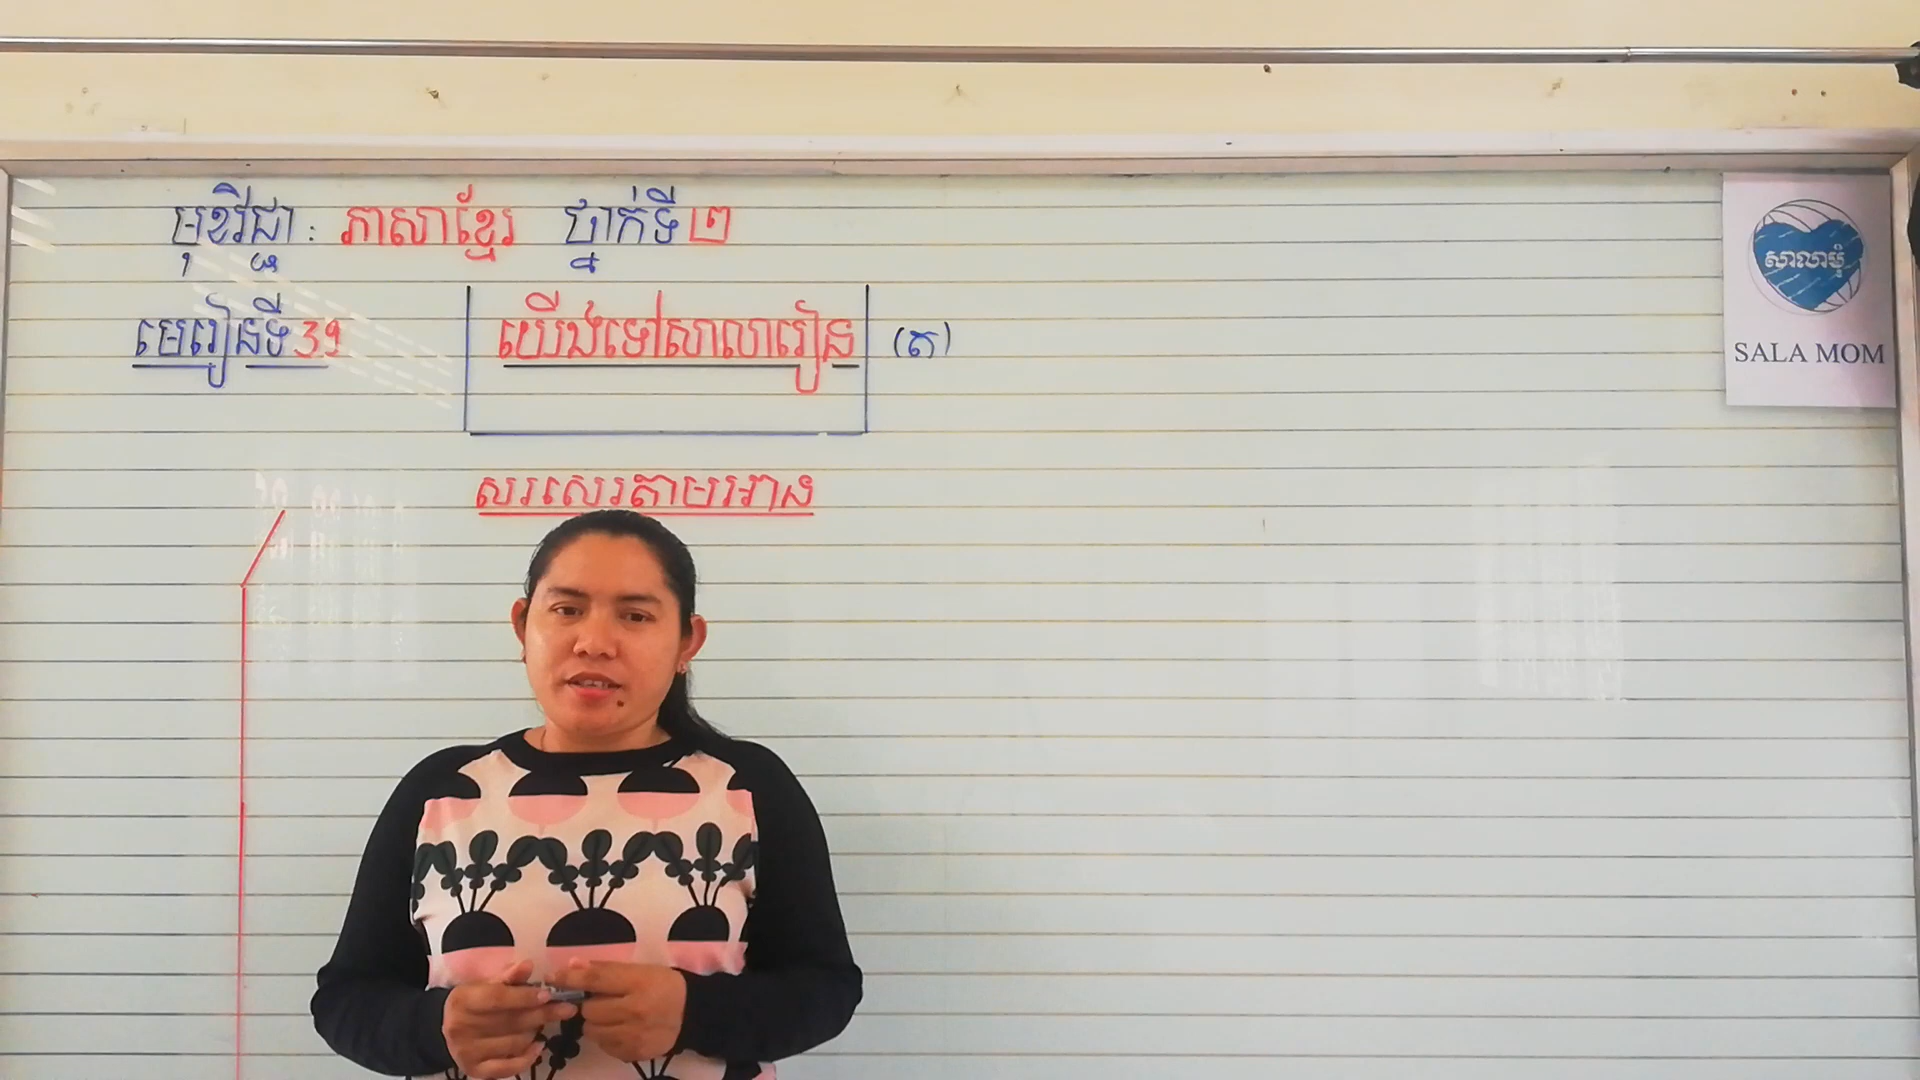 មុខវិជ្ជា : ភាសាខ្មែរ ថ្នាក់ទី២
មេរៀនទី39 យើងទៅសាលារៀន (ត)
សរសេរតាមអាន
សាលាមុំ
SALA MOM